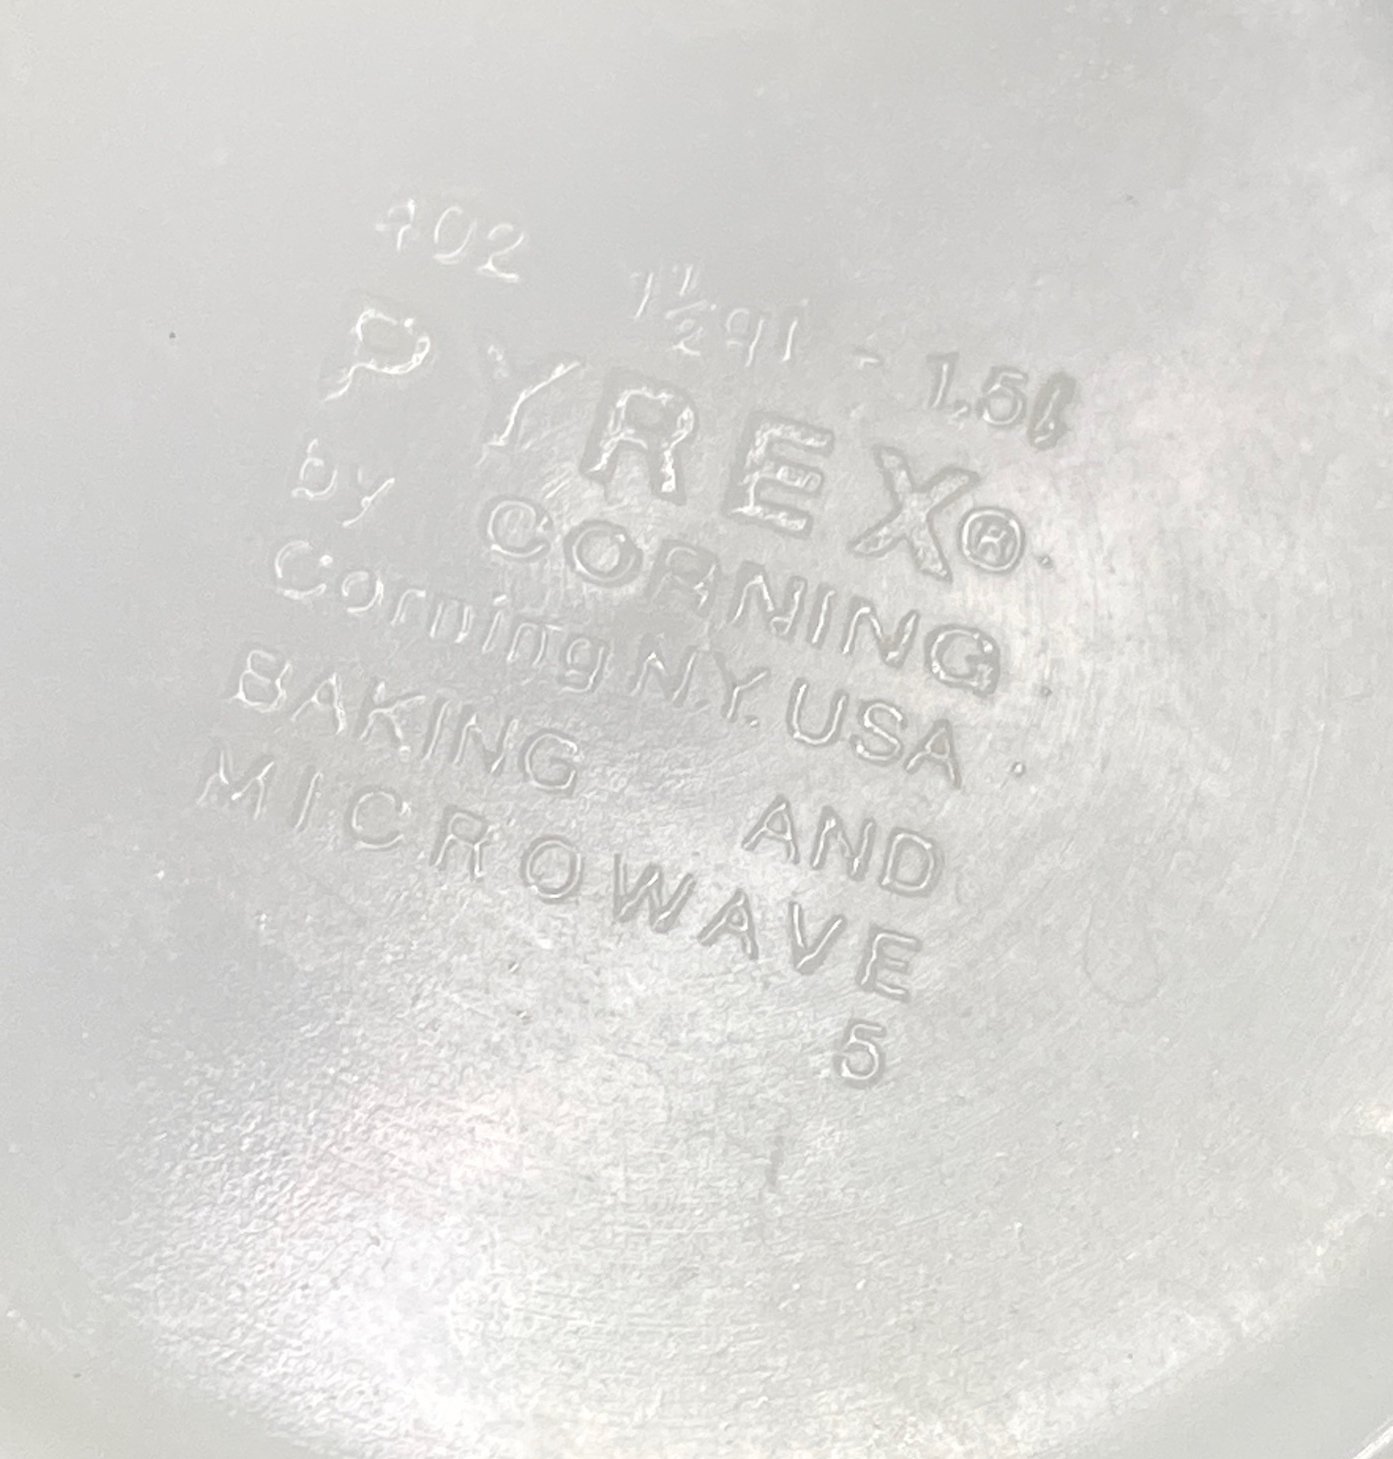 402 1½qt - 1.5ℓ
PYREX®
by CORNING
Corning N.Y. USA
BAKING AND
MICROWAVE
5